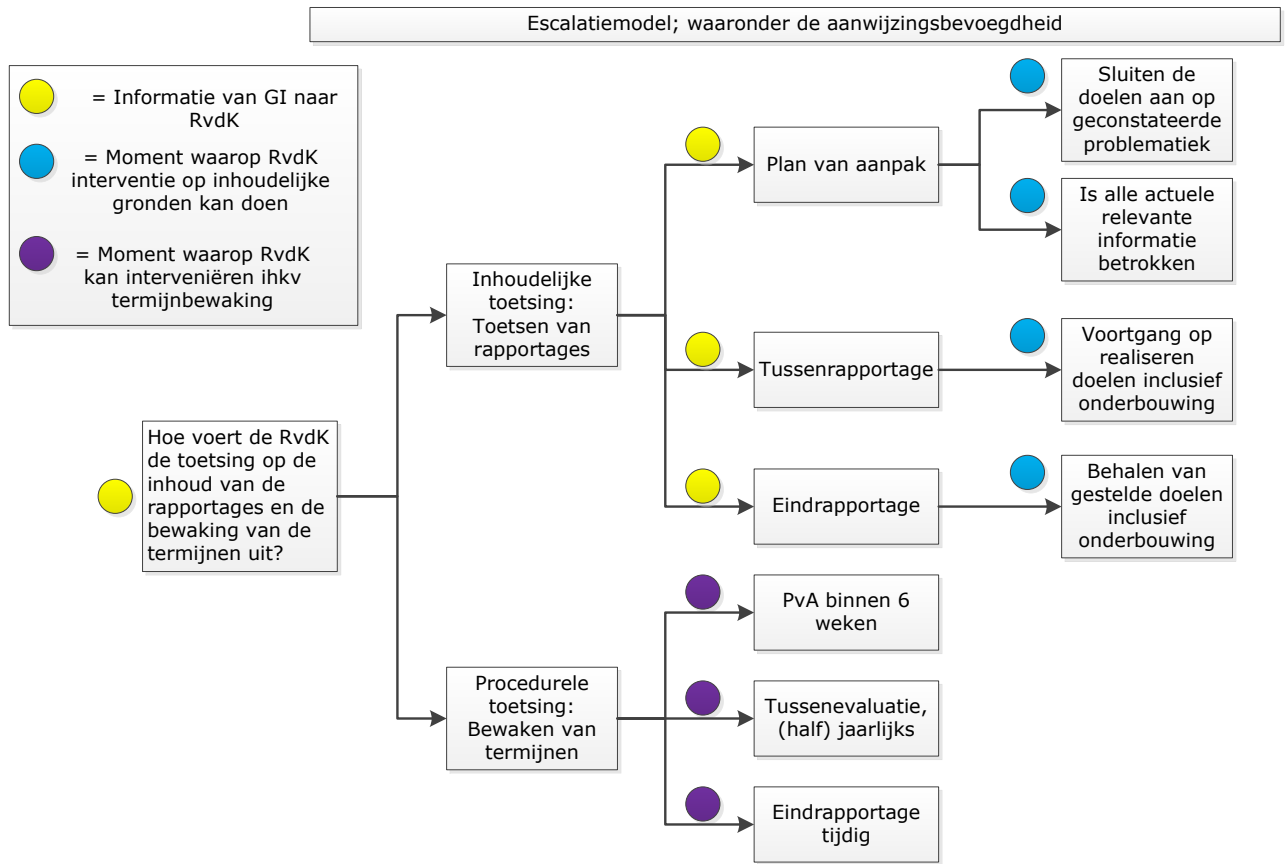 Escalatiemodel; waaronder de aanwijzingsbevoegdheid
= Informatie van GI naar
RvdK
= Moment waarop RvdK
interventie op inhoudelijke
gronden kan doen
= Moment waarop RvdK
kan interveniëren ihkv
termijnbewaking
Hoe voert de RvdK
de toetsing op de
inhoud van de
rapportages en de
bewaking van de
termijnen uit?
Inhoudelijke
toetsing:
Toetsen van
rapportages
Plan van aanpak
Sluiten de
doelen aan op
geconstateerde
problematiek
Is alle actuele
relevante
informatie
betrokken
Tussenrapportage
Voortgang op
realiseren
doelen inclusief
onderbouwing
Eindrapportage
Behalen van
gestelde doelen
inclusief
onderbouwing
Procedurele
toetsing:
Bewaken van
termijnen
PvA binnen 6
weken
Tussenevaluatie,
(half) jaarlijks
Eindrapportage
tijdig